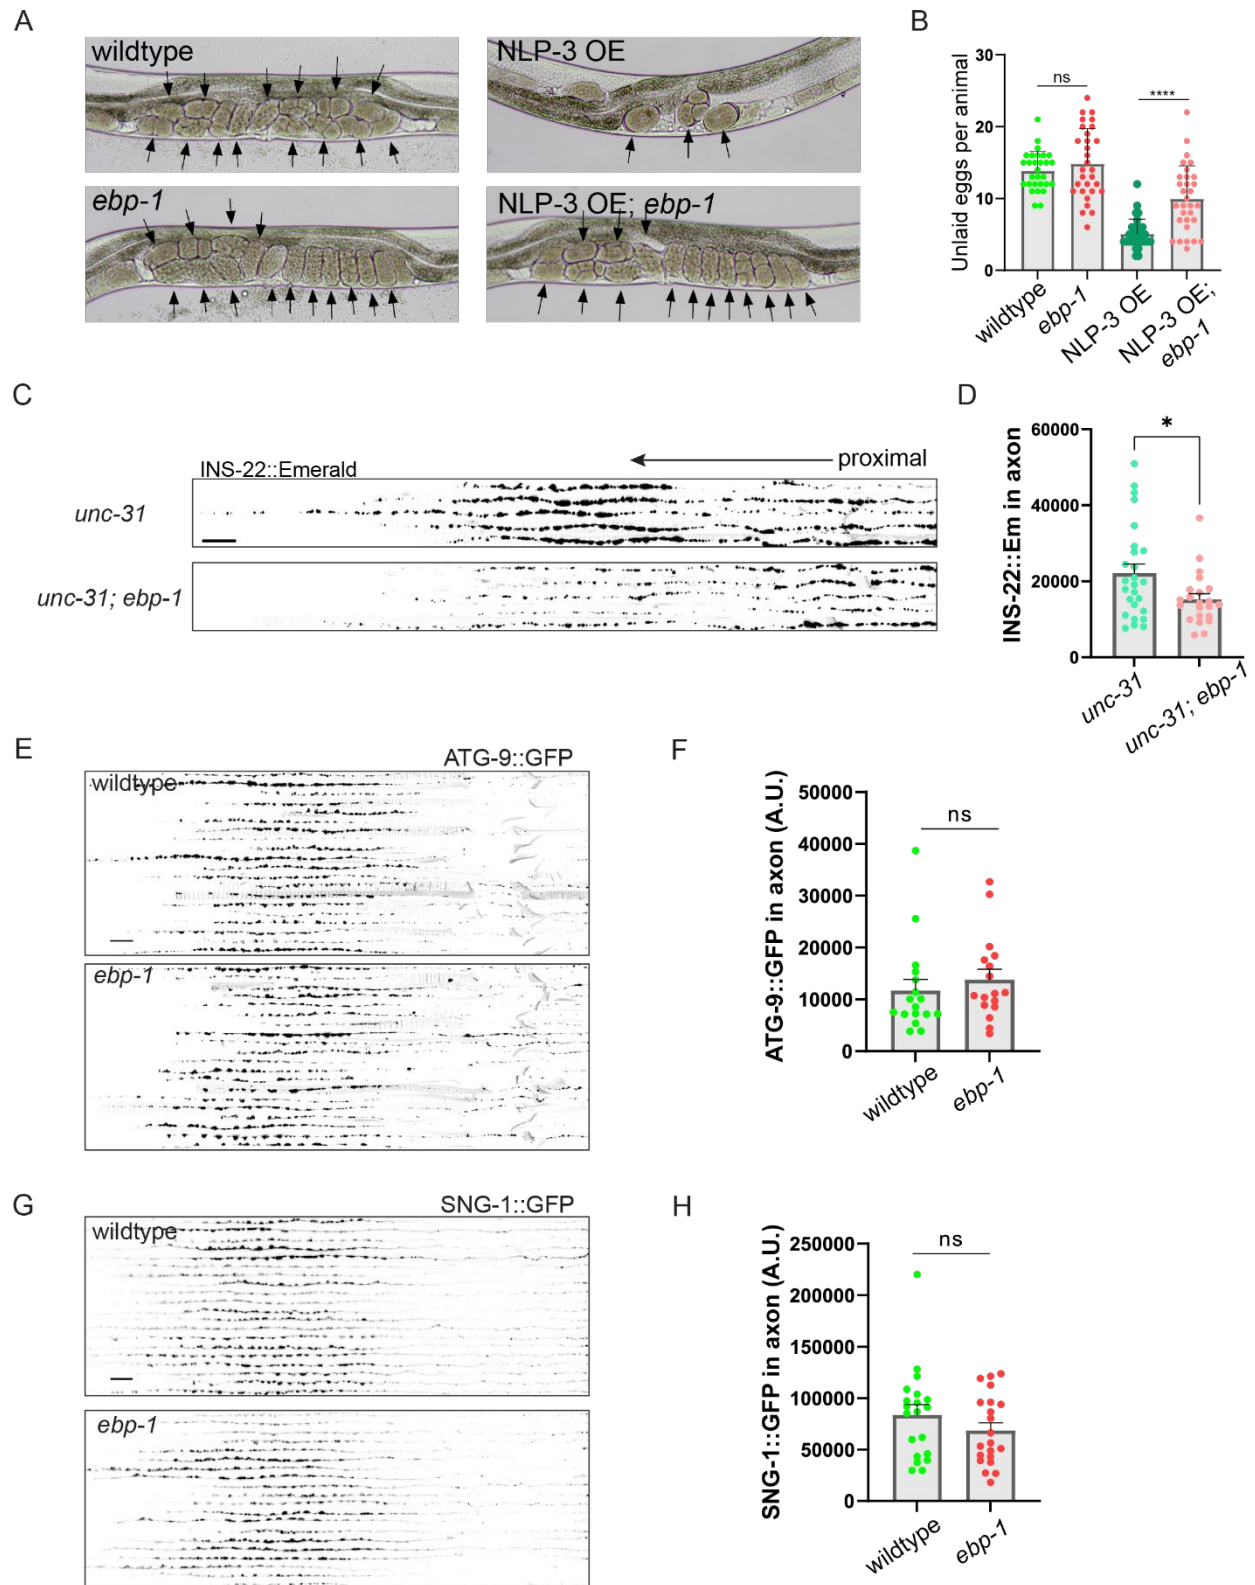 A
wildtype
NLP-3 OE
ebp-1
NLP-3 OE; ebp-1
B
Unlaid eggs per animal
30
20
10
0
ns
****
wildtype
ebp-1
NLP-3 OE
NLP-3 OE;
ebp-1
C
INS-22::Emerald
proximal
unc-31
unc-31; ebp-1
D
INS-22::Em in axon
60000
40000
20000
0
*
unc-31
unc-31; ebp-1
E
ATG-9::GFP
wildtype
ebp-1
F
ATG-9::GFP in axon (A.U.)
50000
40000
30000
20000
10000
0
ns
wildtype
ebp-1
G
SNG-1::GFP
wildtype
ebp-1
H
SNG-1::GFP in axon (A.U.)
250000
200000
150000
100000
50000
0
ns
wildtype
ebp-1